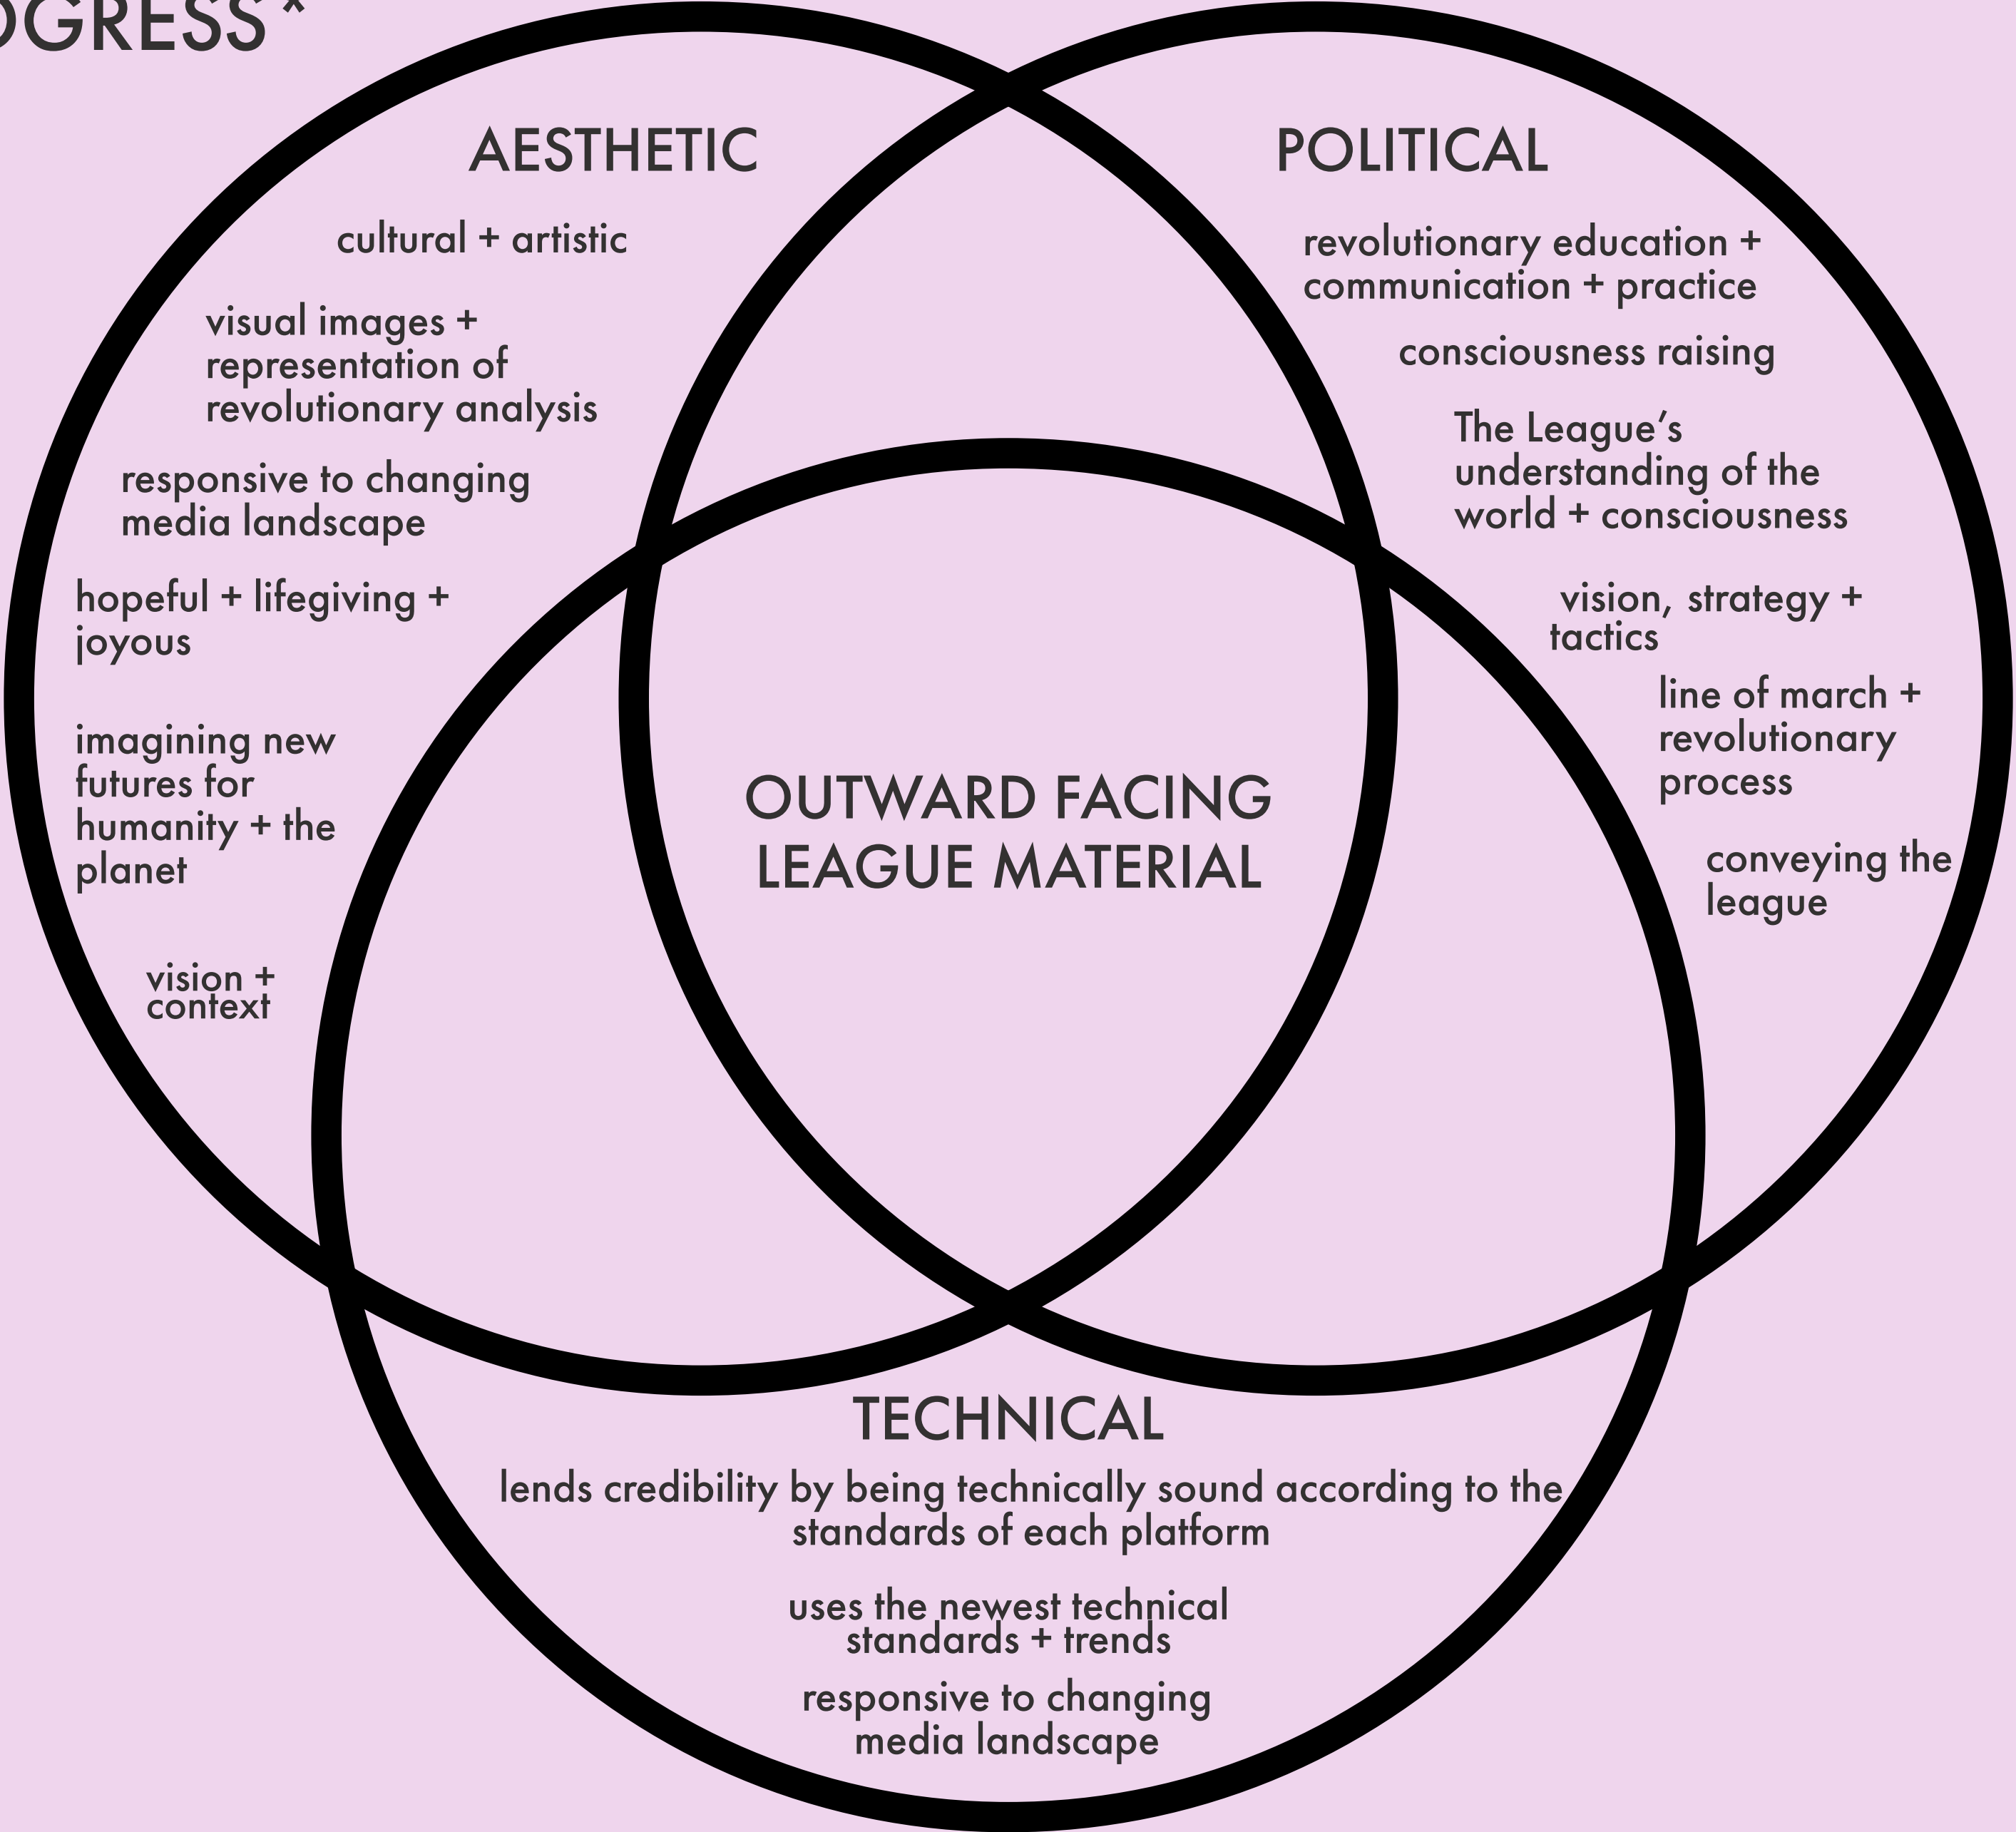 OGRESS*
AESTHETIC
cultural + artistic
visual images +
representation of
revolutionary analysis
responsive to changing
media landscape
hopeful + lifegiving +
joyous
imagining new
futures for
humanity + the
planet
vision +
context
POLITICAL
revolutionary education +
communication + practice
consciousness raising
The League's
understanding of the
world + consciousness
vision, strategy +
tactics
line of march +
revolutionary
process
conveying the
league
OUTWARD FACING
LEAGUE MATERIAL
TECHNICAL
lends credibility by being technically sound according to the
standards of each platform
uses the newest technical
standards + trends
responsive to changing
media landscape